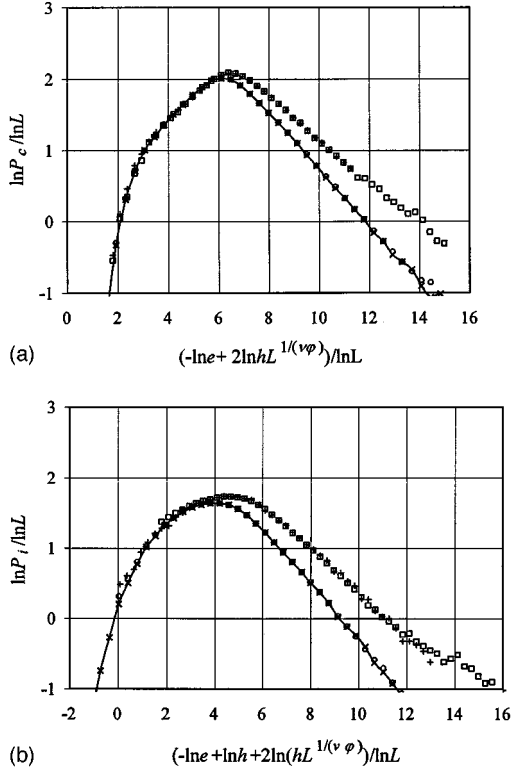 3
2
1
0
-1
lnP_c/lnL
0 2 4 6 8 10 12 14 16
(a) (-lne+ 2lnhL^{1/(νφ)})/lnL
3
2
1
0
-1
lnP_i/lnL
-2 0 2 4 6 8 10 12 14 16
(b) (-lne+lnh+2ln(hL^{1/(ν φ)})/lnL